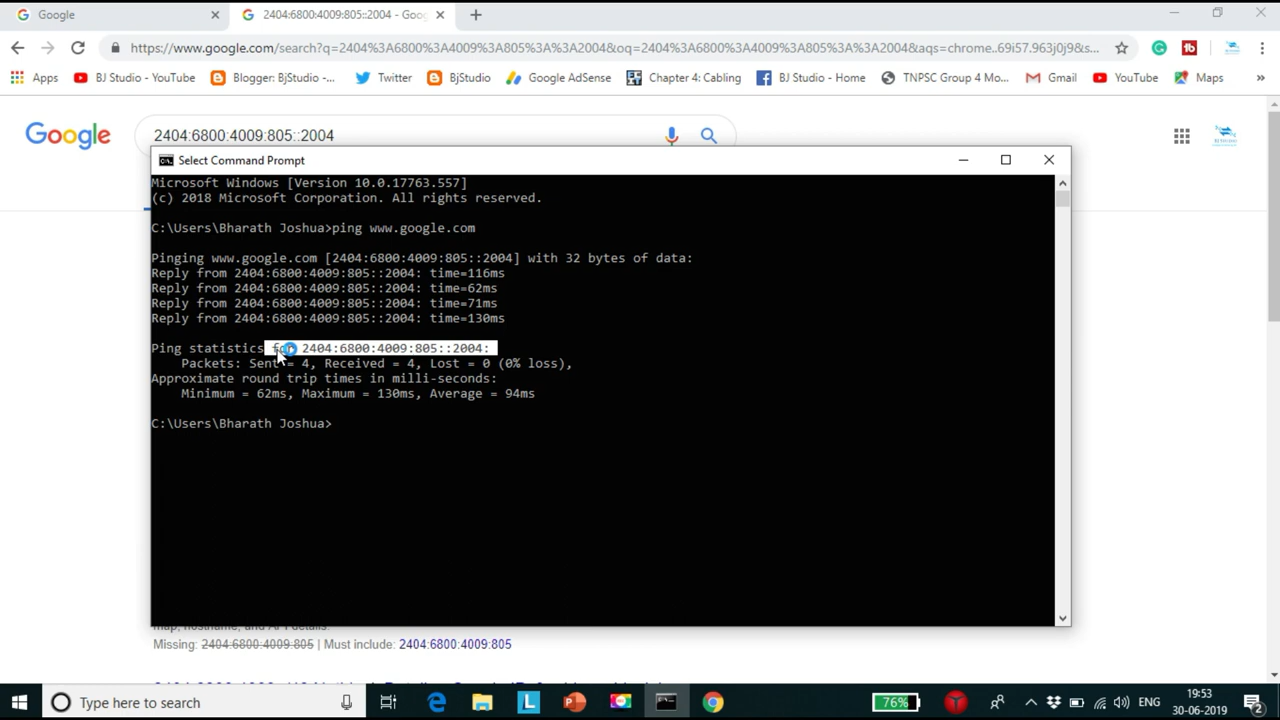 Google
2404:6800:4009:805::2004 - Goo
https://www.google.com/search?q=2404%3A6800%3A4009%3A805%3A%3A2004&oq=2404%3A6800%3A4009%3A805%3A%3A2004&aqs=chrome..69i57.963j0j9&s...
Apps
BJ Studio - YouTube
Blogger: BjStudio -...
Twitter
BjStudio
Google AdSense
Chapter 4: Cabling
BJ Studio - Home
TNPSC Group 4 Mo...
Gmail
YouTube
Maps
»
Google
2404:6800:4009:805::2004
Select Command Prompt
Microsoft Windows [Version 10.0.17763.557]
(c) 2018 Microsoft Corporation. All rights reserved.
C:\Users\Bharath Joshua>ping www.google.com
Pinging www.google.com [2404:6800:4009:805::2004] with 32 bytes of data:
Reply from 2404:6800:4009:805::2004: time=116ms
Reply from 2404:6800:4009:805::2004: time=62ms
Reply from 2404:6800:4009:805::2004: time=71ms
Reply from 2404:6800:4009:805::2004: time=130ms
Ping statistics for 2404:6800:4009:805::2004:
Packets: Sent = 4, Received = 4, Lost = 0 (0% loss),
Approximate round trip times in milli-seconds:
Minimum = 62ms, Maximum = 130ms, Average = 94ms
C:\Users\Bharath Joshua>
Missing: 2404:6800:4009:805 | Must include: 2404:6800:4009:805
Type here to search
76%
ENG
19:53
30-06-2019
2